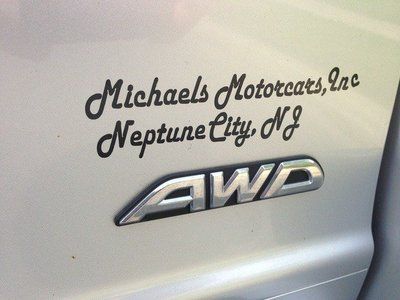 Michaels Motorcars, Inc
Neptune City, NJ
AWD